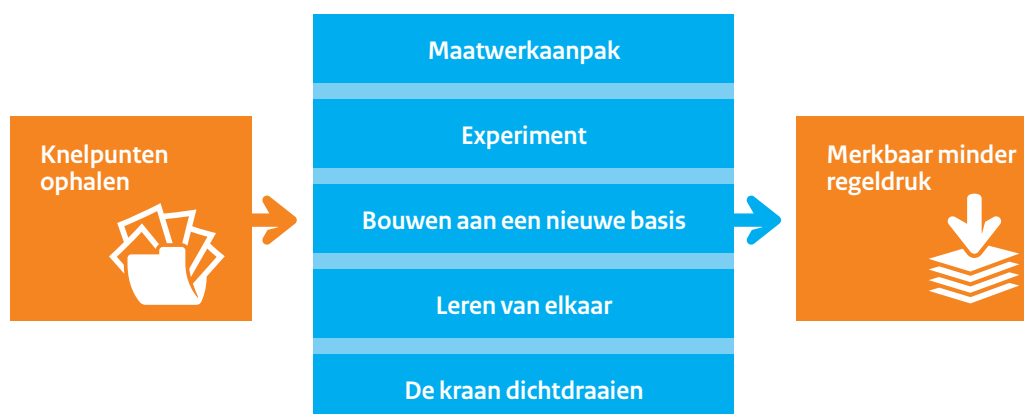 Knelpunten
ophalen
Maatwerkaanpak
Experiment
Bouwen aan een nieuwe basis
Leren van elkaar
De kraan dichtdraaien
Merkbaar minder
regeldruk